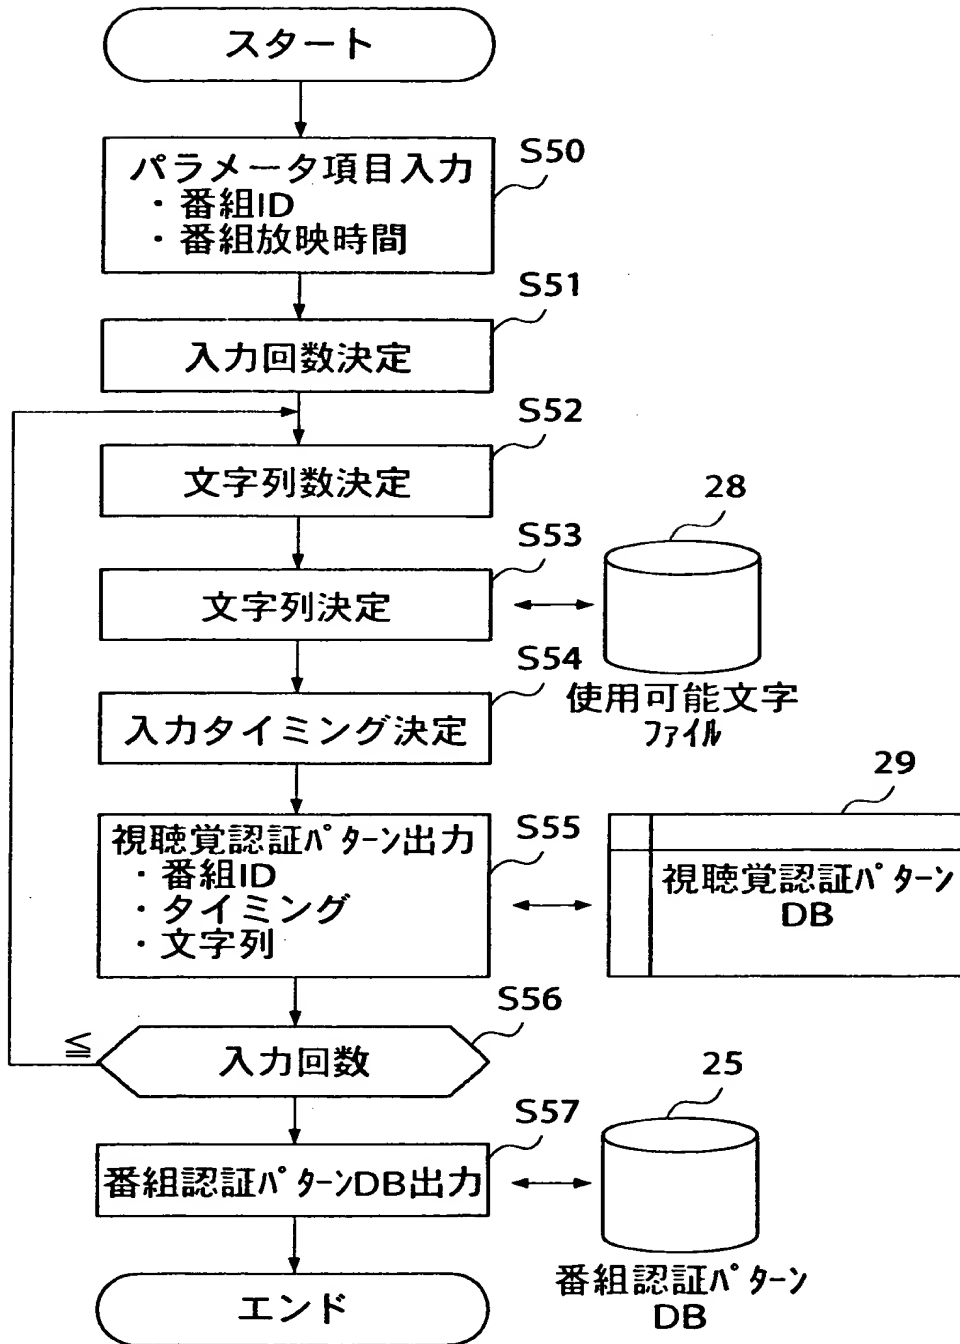 スタート
S50
パラメータ項目入力
・番組ID
・番組放映時間
S51
入力回数決定
S52
文字列数決定
S53
文字列決定
28
使用可能文字
ファイル
S54
入力タイミング決定
S55
視聴覚認証パターン出力
・番組ID
・タイミング
・文字列
29
視聴覚認証パターン
DB
S56
≦
入力回数
S57
番組認証パターンDB出力
25
番組認証パターン
DB
エンド